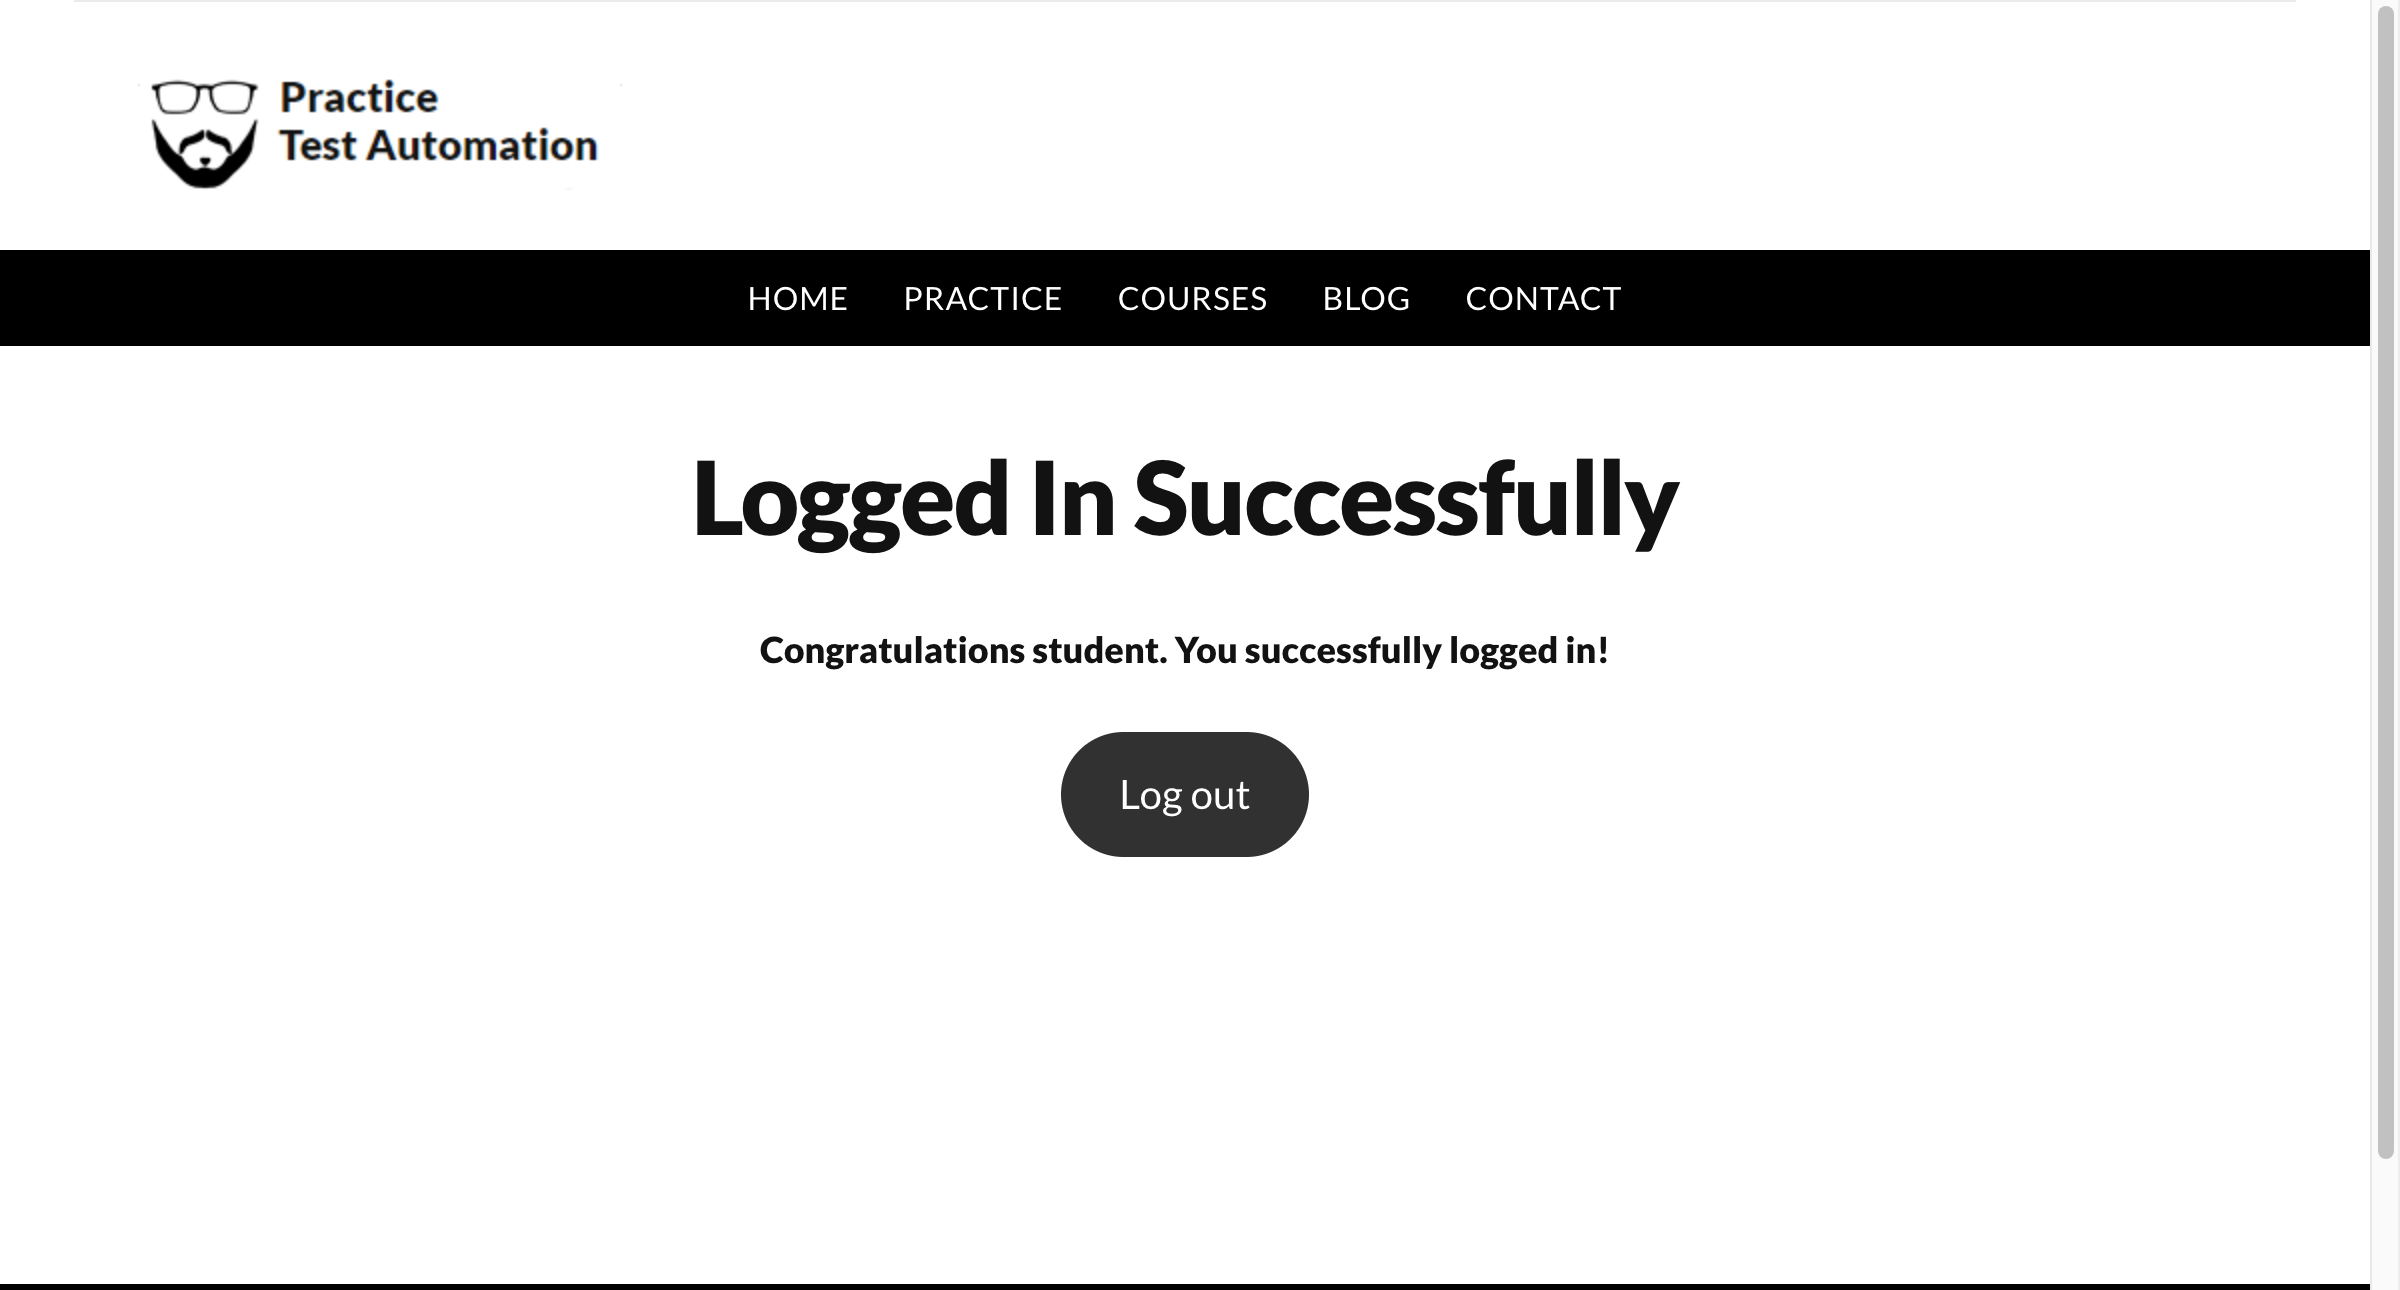 Practice
Test Automation
HOME PRACTICE COURSES BLOG CONTACT
Logged In Successfully
Congratulations student. You successfully logged in!
Log out